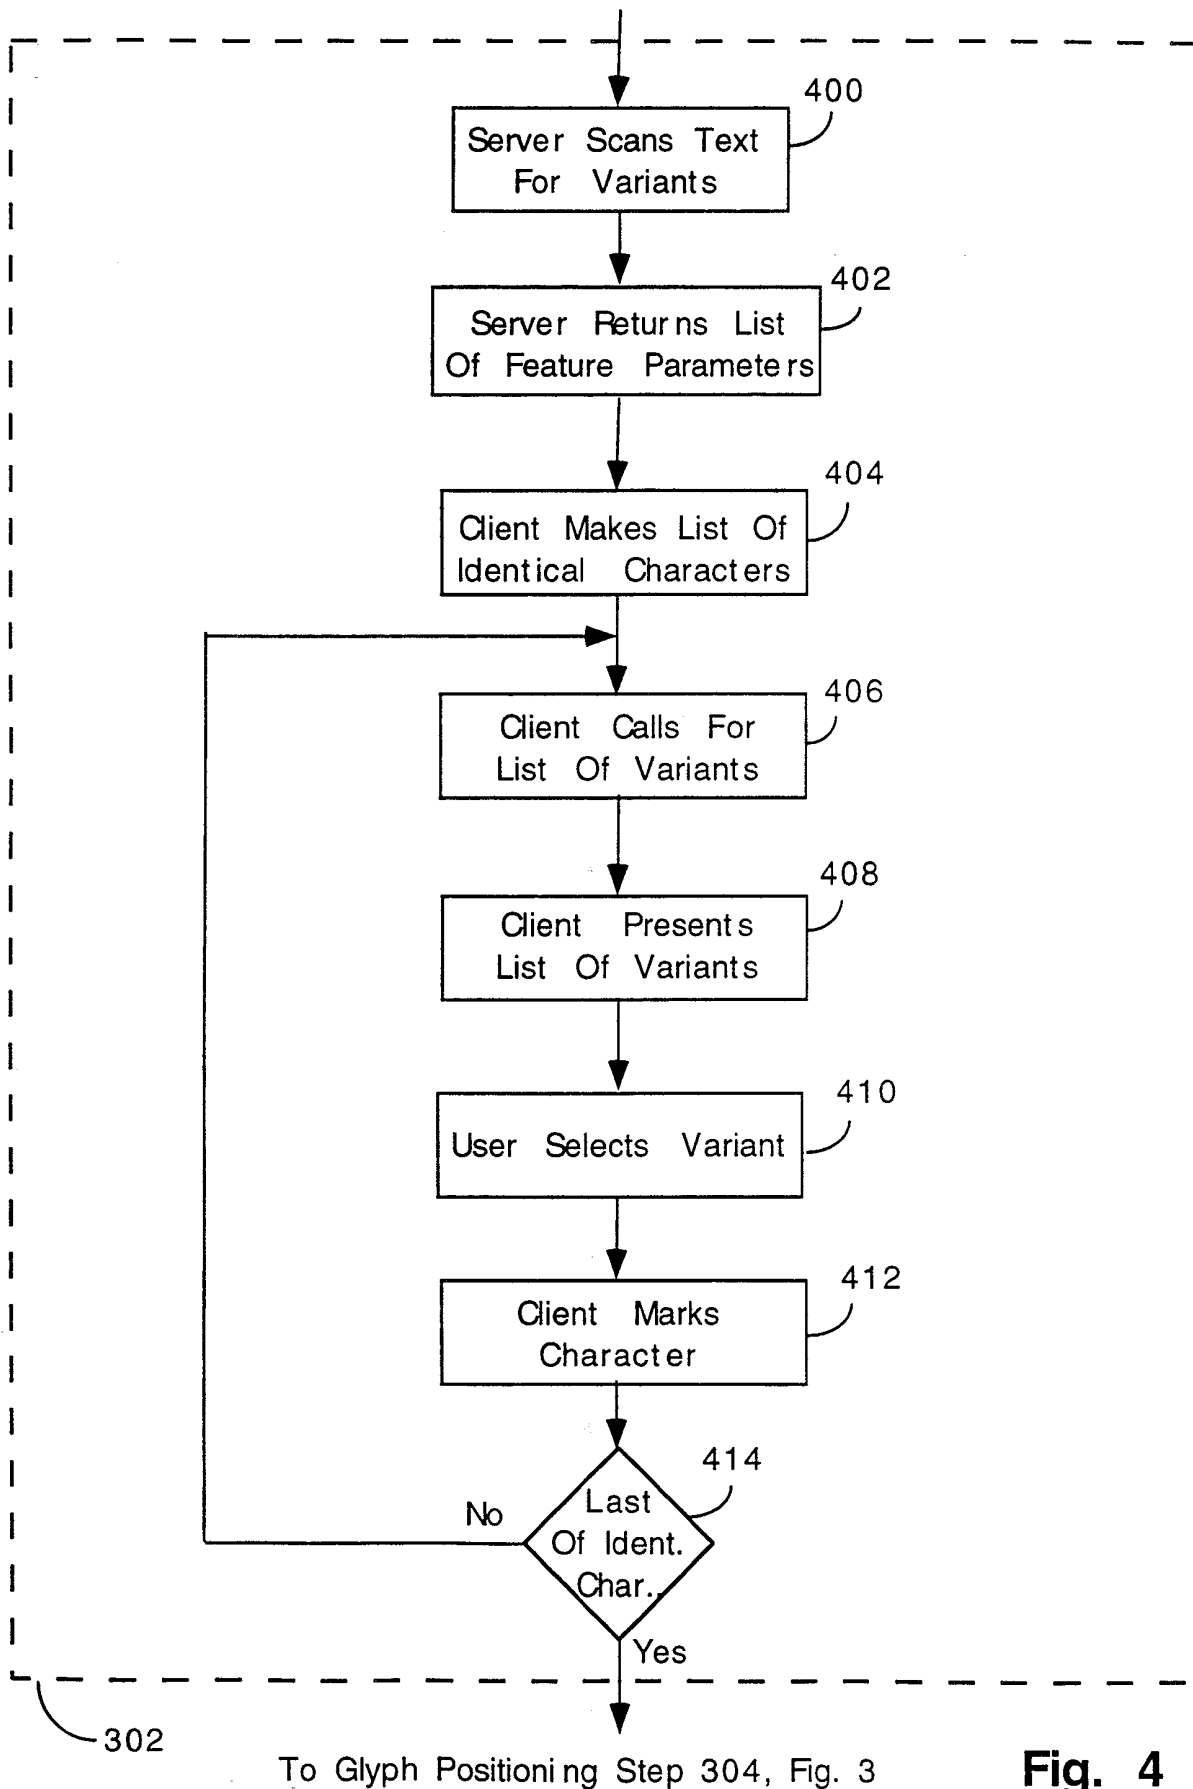 400
Server Scans Text
For Variants
402
Server Returns List
Of Feature Parameters
404
Client Makes List Of
Identical Characters
406
Client Calls For
List Of Variants
408
Client Presents
List Of Variants
410
User Selects Variant
412
Client Marks
Character
414
Last
Of Ident.
Char..
No
Yes
302
To Glyph Positioning Step 304, Fig. 3
Fig. 4